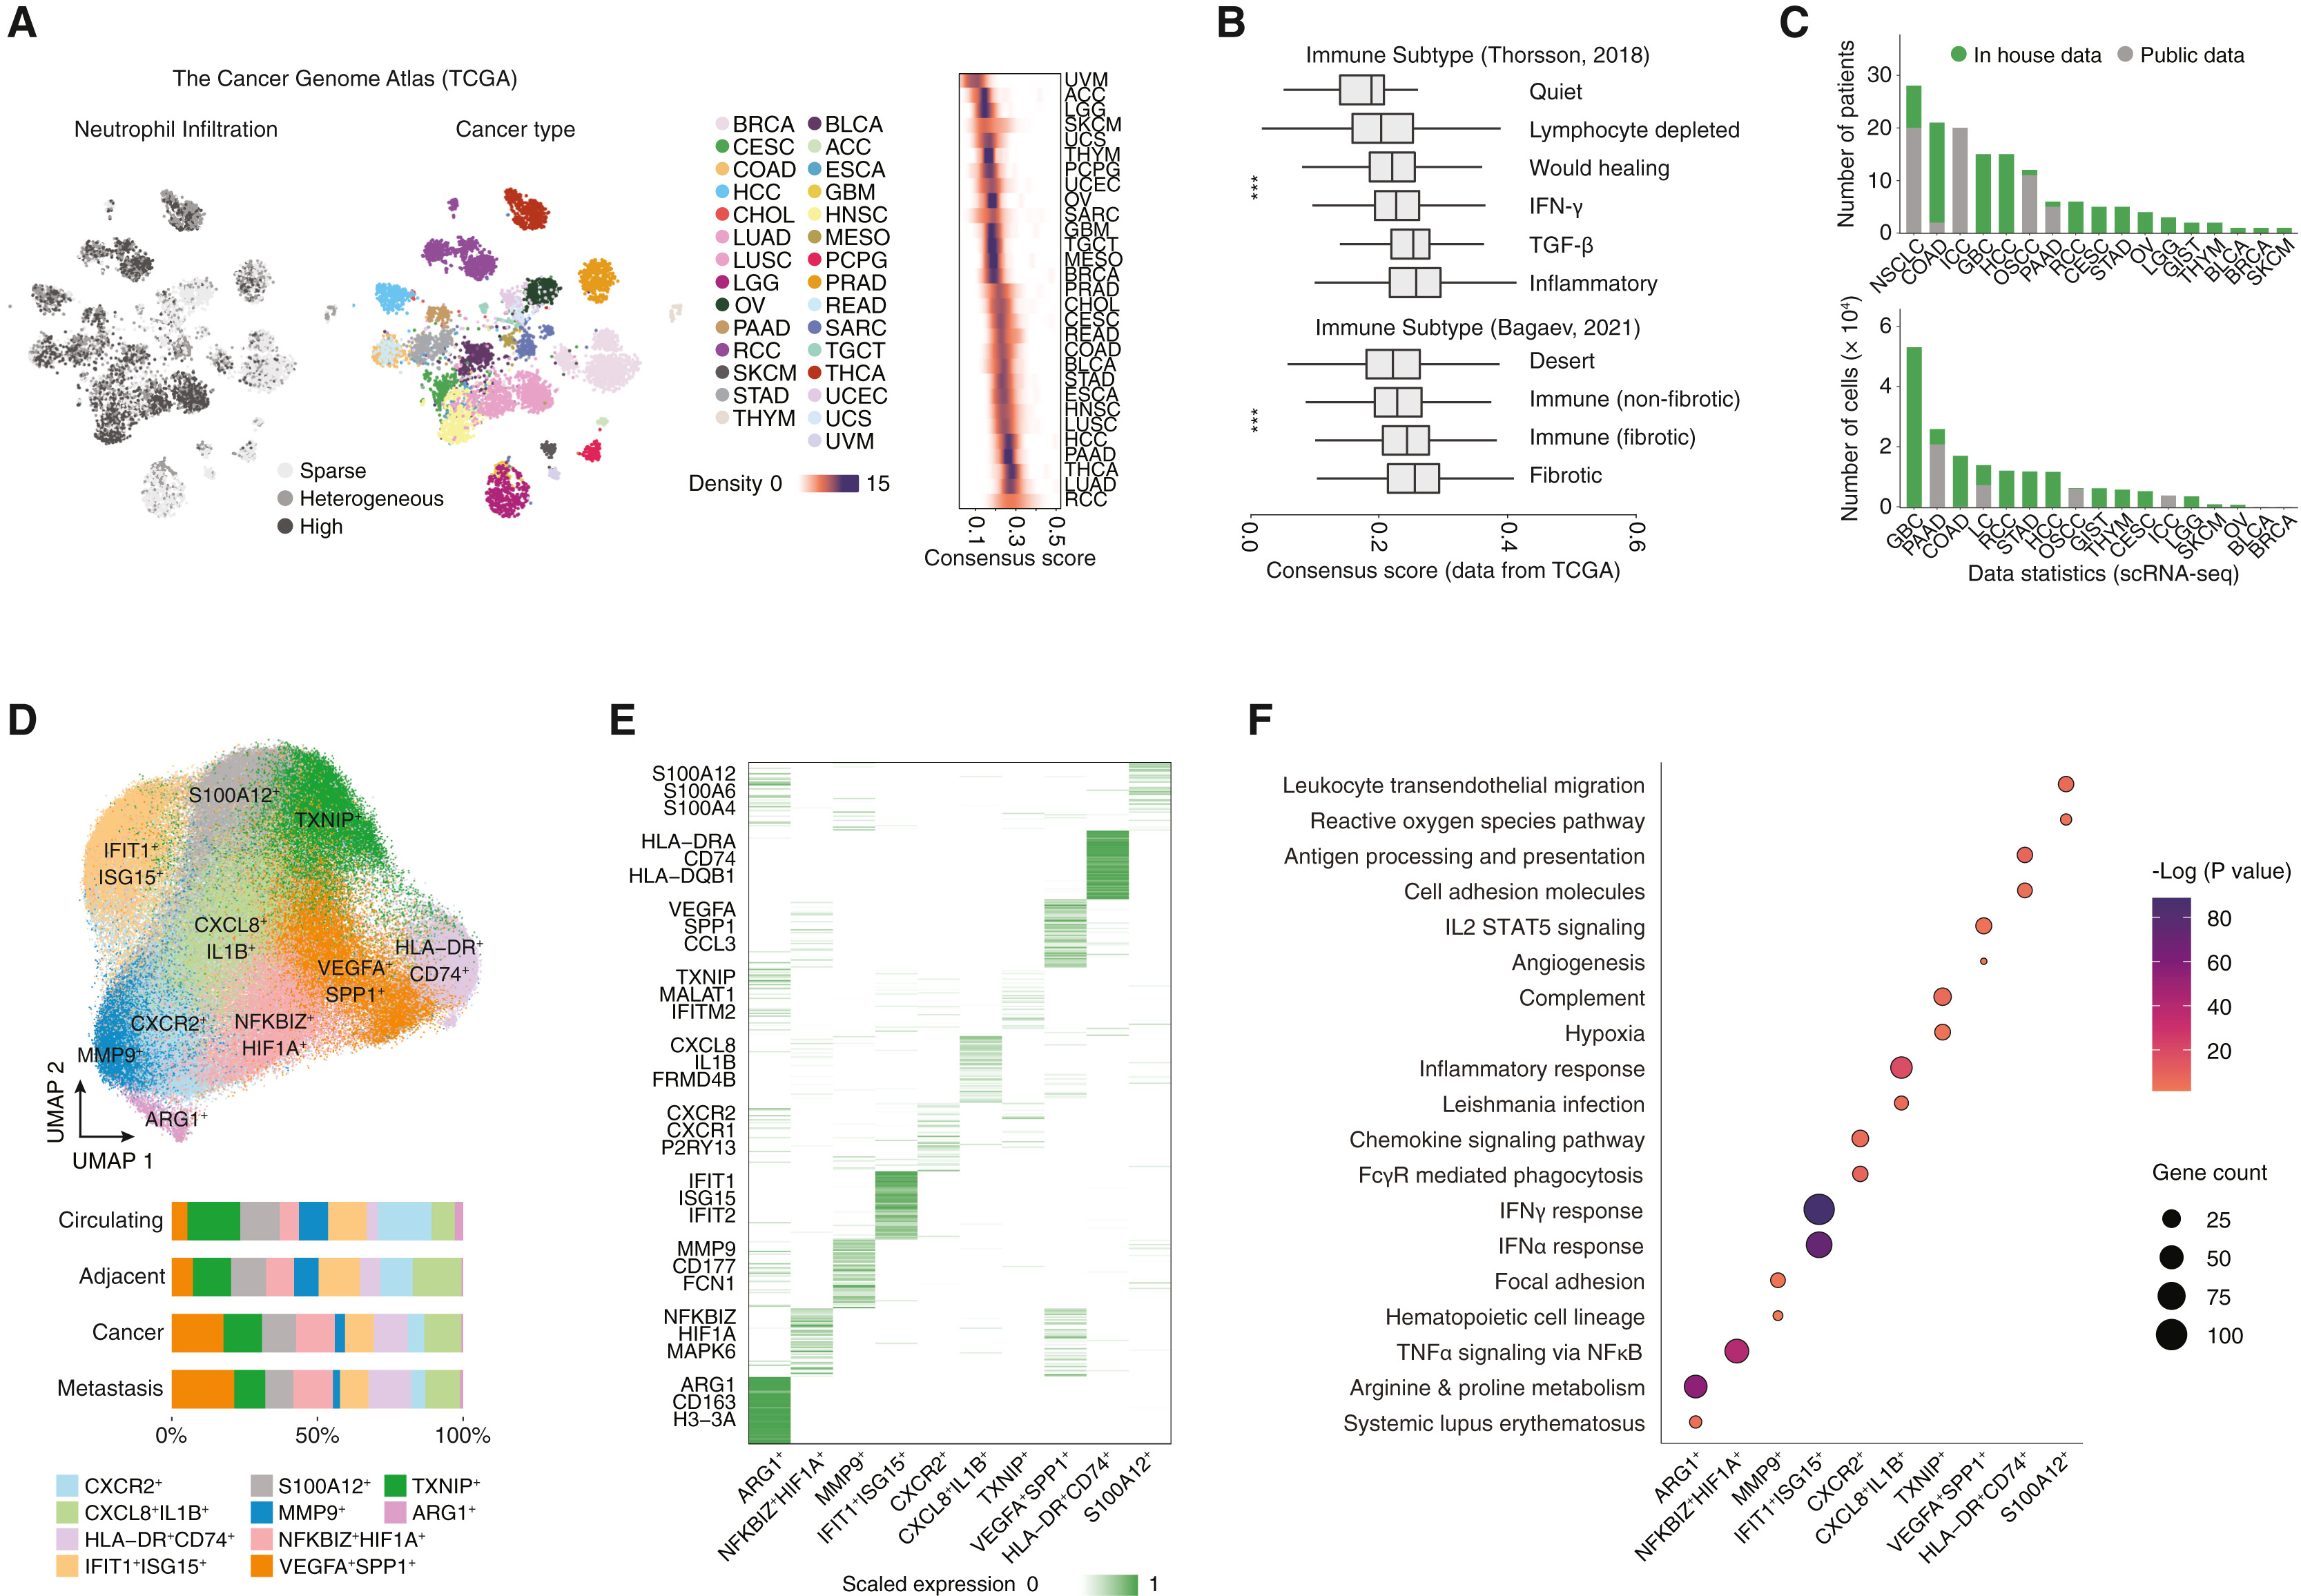 A
The Cancer Genome Atlas (TCGA)
Neutrophil Infiltration
Cancer type
Sparse
Heterogeneous
High
BRCA
CESC
COAD
HCC
CHOL
LUAD
LUSC
LGG
OV
PAAD
RCC
SKCM
STAD
THYM
BLCA
ACC
ESCA
GBM
HNSC
MESO
PCPG
PRAD
READ
SARC
TGCT
THCA
UCEC
UCS
UVM
Density 0 15
UVM
ACC
LGG
SKCM
UCS
THYM
PCPG
UCEC
OV
SARC
GBM
TGCT
MESO
BRCA
PRAD
CHOL
CESC
READ
COAD
BLCA
STAD
ESCA
HNSC
LUSC
HCC
PAAD
THCA
LUAD
RCC
0.1 0.3 0.5
Consensus score
B
Immune Subtype (Thorsson, 2018)
Quiet
Lymphocyte depleted
Would healing
IFN-γ
TGF-β
Inflammatory
***
Immune Subtype (Bagaev, 2021)
Desert
Immune (non-fibrotic)
Immune (fibrotic)
Fibrotic
***
0.0 0.2 0.4 0.6
Consensus score (data from TCGA)
C
In house data Public data
Number of patients
30
20
10
0
NSCLC COAD ICC GBC HCC OSCC PAAD RCC CESC STAD OV LGG GIST THYM BLCA BRCA SKCM
Number of cells (× 10⁴)
6
4
2
0
GBC PAAD COAD LC RCC STAD HCC OSCC GIST THYM CESC ICC LGG SKCM OV BLCA BRCA
Data statistics (scRNA-seq)
D
S100A12⁺
TXNIP⁺
IFIT1⁺
ISG15⁺
CXCL8⁺
IL1B⁺
HLA−DR⁺
CD74⁺
VEGFA⁺
SPP1⁺
CXCR2⁺
NFKBIZ⁺
HIF1A⁺
MMP9⁺
ARG1⁺
UMAP 2
UMAP 1
Circulating
Adjacent
Cancer
Metastasis
0% 50% 100%
CXCR2⁺
CXCL8⁺IL1B⁺
HLA−DR⁺CD74⁺
IFIT1⁺ISG15⁺
S100A12⁺
MMP9⁺
NFKBIZ⁺HIF1A⁺
VEGFA⁺SPP1⁺
TXNIP⁺
ARG1⁺
E
S100A12
S100A6
S100A4
HLA−DRA
CD74
HLA−DQB1
VEGFA
SPP1
CCL3
TXNIP
MALAT1
IFITM2
CXCL8
IL1B
FRMD4B
CXCR2
CXCR1
P2RY13
IFIT1
ISG15
IFIT2
MMP9
CD177
FCN1
NFKBIZ
HIF1A
MAPK6
ARG1
CD163
H3−3A
ARG1⁺ NFKBIZ⁺HIF1A⁺ MMP9⁺ IFIT1⁺ISG15⁺ CXCR2⁺ CXCL8⁺IL1B⁺ TXNIP⁺ VEGFA⁺SPP1⁺ HLA−DR⁺CD74⁺ S100A12⁺
Scaled expression 0 1
F
Leukocyte transendothelial migration
Reactive oxygen species pathway
Antigen processing and presentation
Cell adhesion molecules
IL2 STAT5 signaling
Angiogenesis
Complement
Hypoxia
Inflammatory response
Leishmania infection
Chemokine signaling pathway
FcγR mediated phagocytosis
IFNγ response
IFNα response
Focal adhesion
Hematopoietic cell lineage
TNFα signaling via NFκB
Arginine & proline metabolism
Systemic lupus erythematosus
ARG1⁺ NFKBIZ⁺HIF1A⁺ MMP9⁺ IFIT1⁺ISG15⁺ CXCR2⁺ CXCL8⁺IL1B⁺ TXNIP⁺ VEGFA⁺SPP1⁺ HLA−DR⁺CD74⁺ S100A12⁺
-Log (P value)
80
60
40
20
Gene count
25
50
75
100